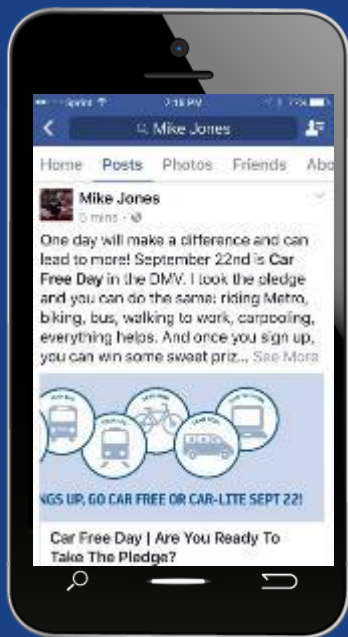 Sprint 2:16 PM
Mike Jones
Home Posts Photos Friends Abo
Mike Jones
5 mins ·
One day will make a difference and can
lead to more! September 22nd is Car
Free Day in the DMV. I took the pledge
and you can do the same: riding Metro,
biking, bus, walking to work, carpooling,
everything helps. And once you sign up,
you can win some sweet priz... See More
NGS UP, GO CAR FREE OR CAR-LITE SEPT 22!
Car Free Day | Are You Ready To
Take The Pledge?